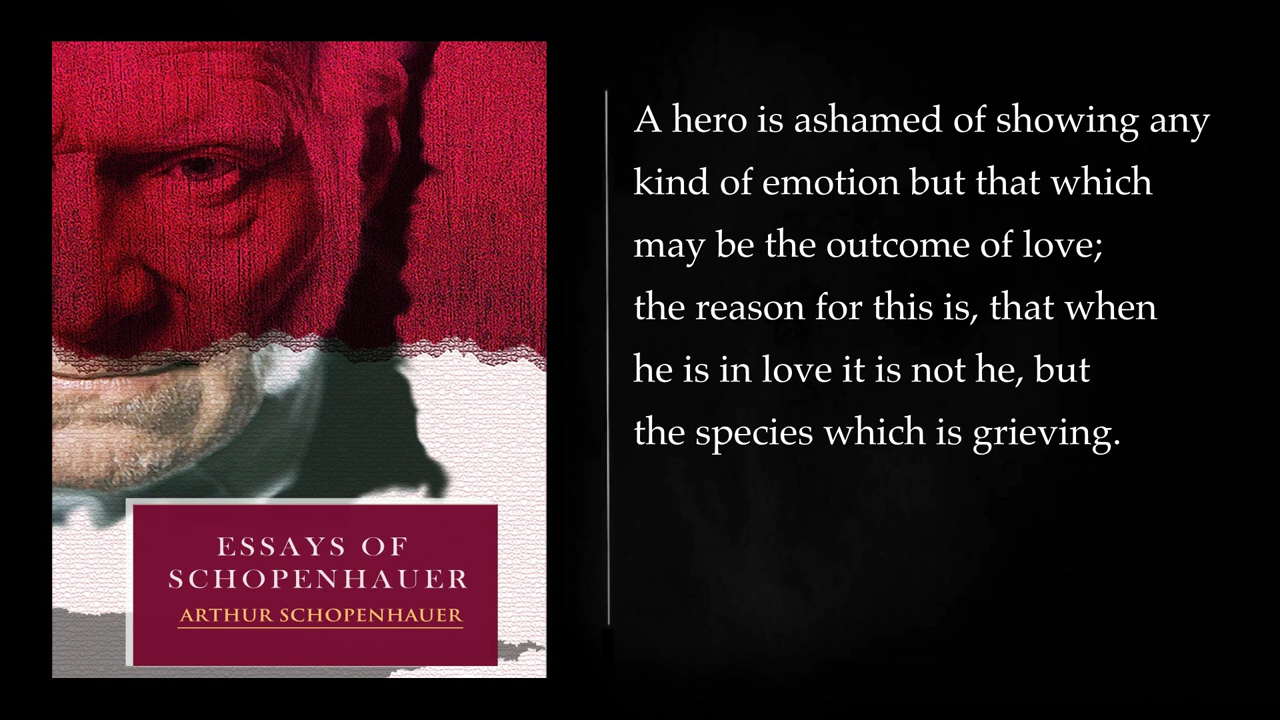 A hero is ashamed of showing any
kind of emotion but that which
may be the outcome of love;
the reason for this is, that when
he is in love it is not he, but
the species which is grieving.
ESSAYS OF
SCHOPENHAUER
ARTHUR SCHOPENHAUER